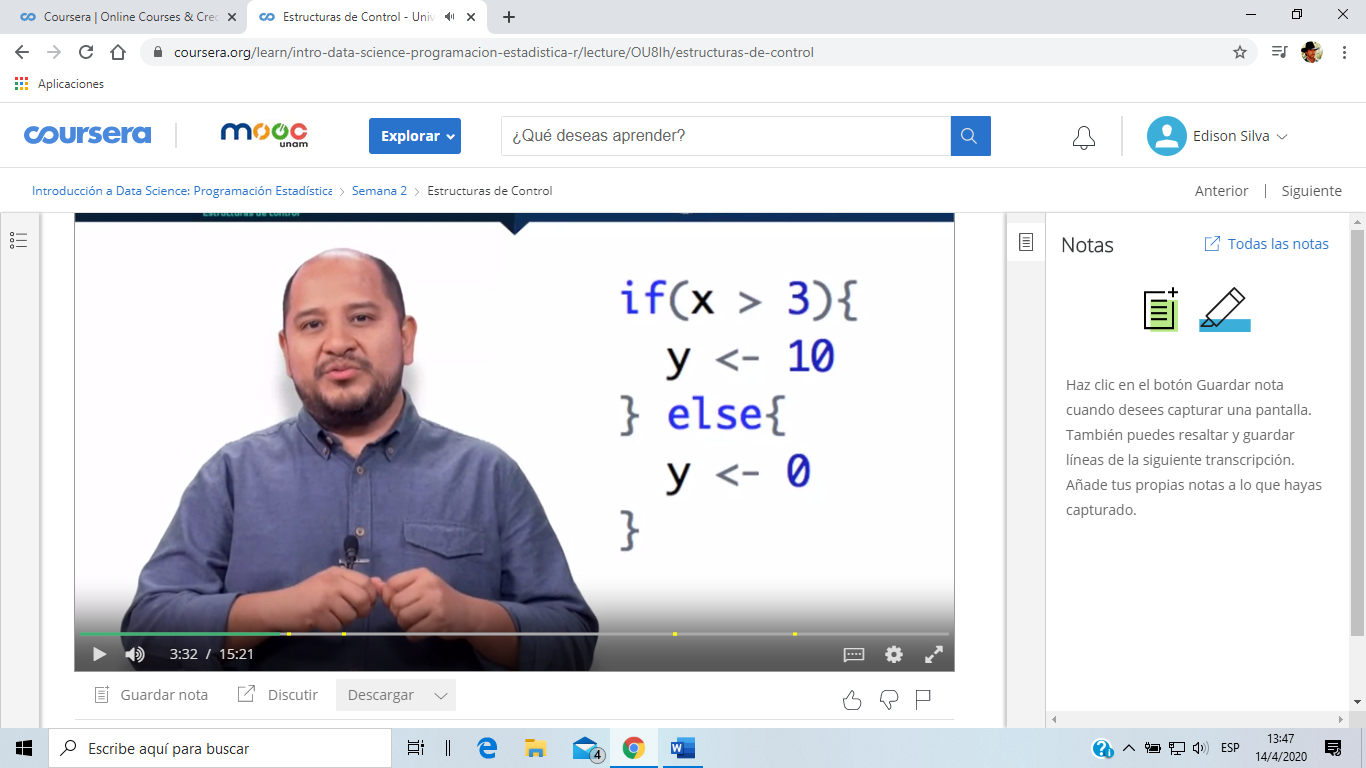 Coursera | Online Courses & Cred
Estructuras de Control - Univ
coursera.org/learn/intro-data-science-programacion-estadistica-r/lecture/OU8Ih/estructuras-de-control
Aplicaciones
coursera
mooc
unam
Explorar
¿Qué deseas aprender?
Edison Silva
Introducción a Data Science: Programación Estadística
Semana 2
Estructuras de Control
Anterior | Siguiente
Estructuras de control
if(x > 3){
y <- 10
} else{
y <- 0
}
3:32 / 15:21
Guardar nota
Discutir
Descargar
Notas
Todas las notas
Haz clic en el botón Guardar nota
cuando desees capturar una pantalla.
También puedes resaltar y guardar
líneas de la siguiente transcripción.
Añade tus propias notas a lo que hayas
capturado.
Escribe aquí para buscar
4
ESP
13:47
14/4/2020